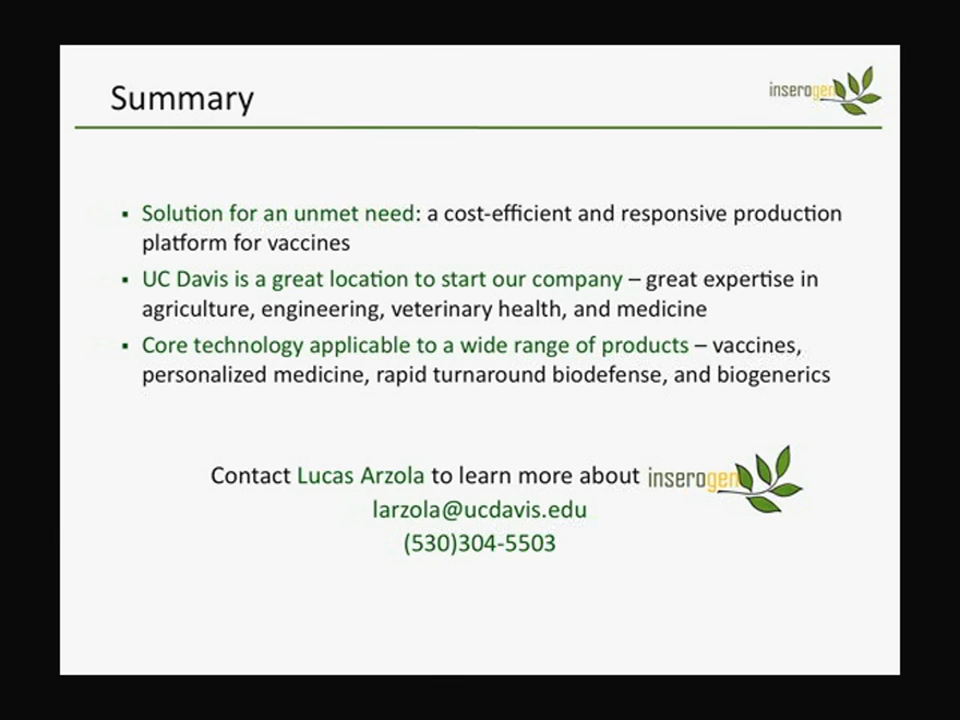 Summary
inserogen
▪ Solution for an unmet need: a cost-efficient and responsive production
platform for vaccines
▪ UC Davis is a great location to start our company – great expertise in
agriculture, engineering, veterinary health, and medicine
▪ Core technology applicable to a wide range of products – vaccines,
personalized medicine, rapid turnaround biodefense, and biogenerics
Contact Lucas Arzola to learn more about inserogen
larzola@ucdavis.edu
(530)304-5503